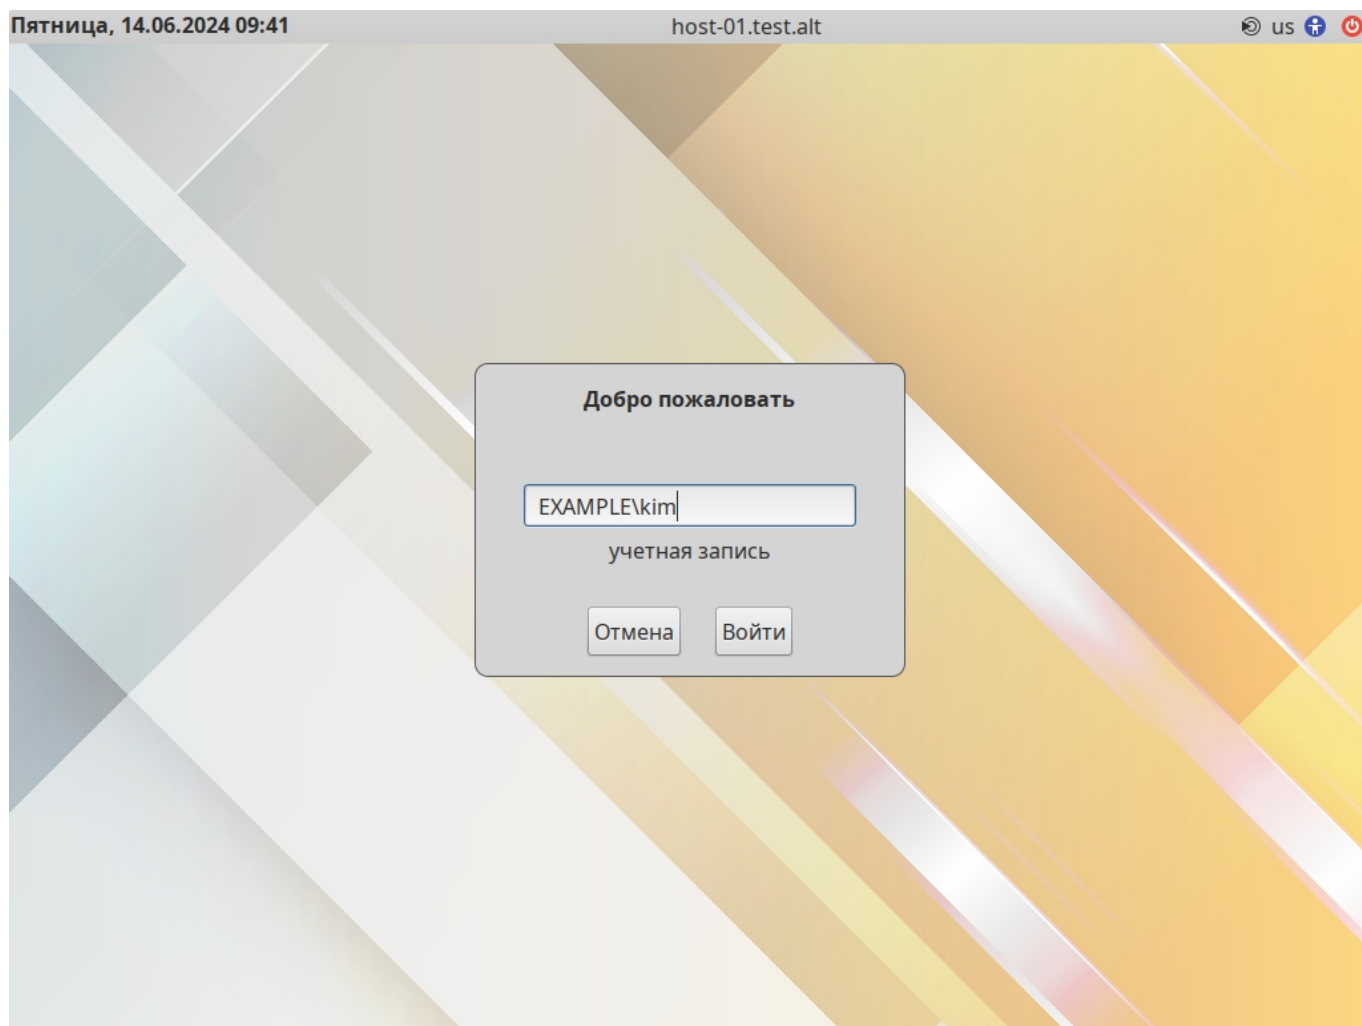 Пятница, 14.06.2024 09:41 host-01.test.alt us
Добро пожаловать
EXAMPLE\kim
учетная запись
Отмена Войти